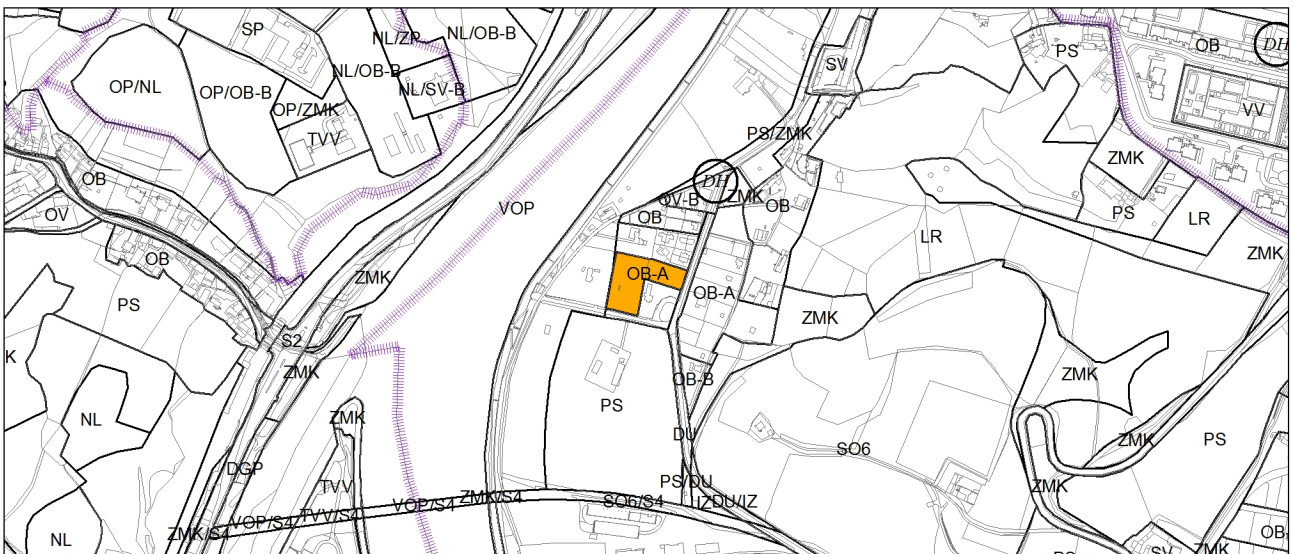 SP
NL/ZP
NL/OB-B
PS
OB
DH
OP/NL
OP/OB-B
NL/OB-B
SV
OP/ZMK
NL/SV-B
VV
TVV
PS/ZMK
ZMK
OB
DH
ZMK
OV-B
VOP
OB
OB
OV
PS
LR
LR
OB
ZMK
ZMK
OB-A
OB-A
PS
ZMK
S2
K
ZMK
ZMK
OB-B
PS
NL
ZMK
DU
ZMK
PS
SO6
DGP
TVV
PS/DU
ZMK
ZMK/S4
VOP/S4
TVV/S4
VOP/S4
ZMK/S4
SO6/S4
IZ
DU/IZ
NL
PS
SV
ZMK